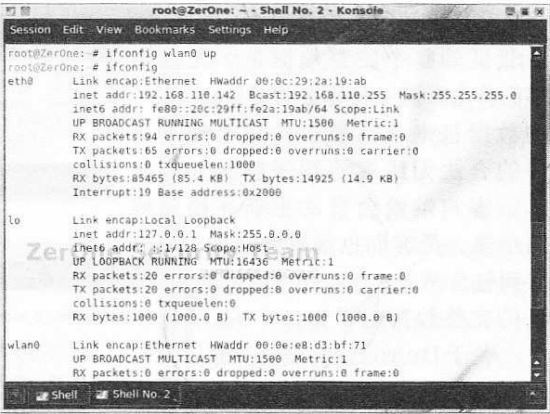 root@ZerOne: ~ - Shell No. 2 - Konsole
Session Edit View Bookmarks Settings Help
root@ZerOne:~# ifconfig wlan0 up
root@ZerOne:~# ifconfig
eth0 Link encap:Ethernet HWaddr 00:0c:29:2a:19:ab
inet addr:192.168.110.142 Bcast:192.168.110.255 Mask:255.255.255.0
inet6 addr: fe80::20c:29ff:fe2a:19ab/64 Scope:Link
UP BROADCAST RUNNING MULTICAST MTU:1500 Metric:1
RX packets:94 errors:0 dropped:0 overruns:0 frame:0
TX packets:65 errors:0 dropped:0 overruns:0 carrier:0
collisions:0 txqueuelen:1000
RX bytes:85465 (85.4 KB) TX bytes:14925 (14.9 KB)
Interrupt:19 Base address:0x2000
lo Link encap:Local Loopback
inet addr:127.0.0.1 Mask:255.0.0.0
inet6 addr: ::1/128 Scope:Host
UP LOOPBACK RUNNING MTU:16436 Metric:1
RX packets:20 errors:0 dropped:0 overruns:0 frame:0
TX packets:20 errors:0 dropped:0 overruns:0 carrier:0
collisions:0 txqueuelen:0
RX bytes:1000 (1000.0 B) TX bytes:1000 (1000.0 B)
wlan0 Link encap:Ethernet HWaddr 00:0e:e8:d3:bf:71
UP BROADCAST MULTICAST MTU:1500 Metric:1
RX packets:0 errors:0 dropped:0 overruns:0 frame:0
Shell Shell No. 2